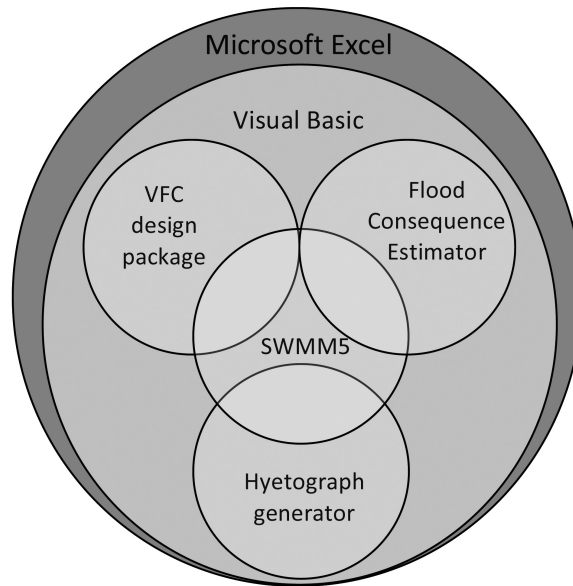 Microsoft Excel
Visual Basic
VFC
design
package
Flood
Consequence
Estimator
SWMM5
Hyetograph
generator